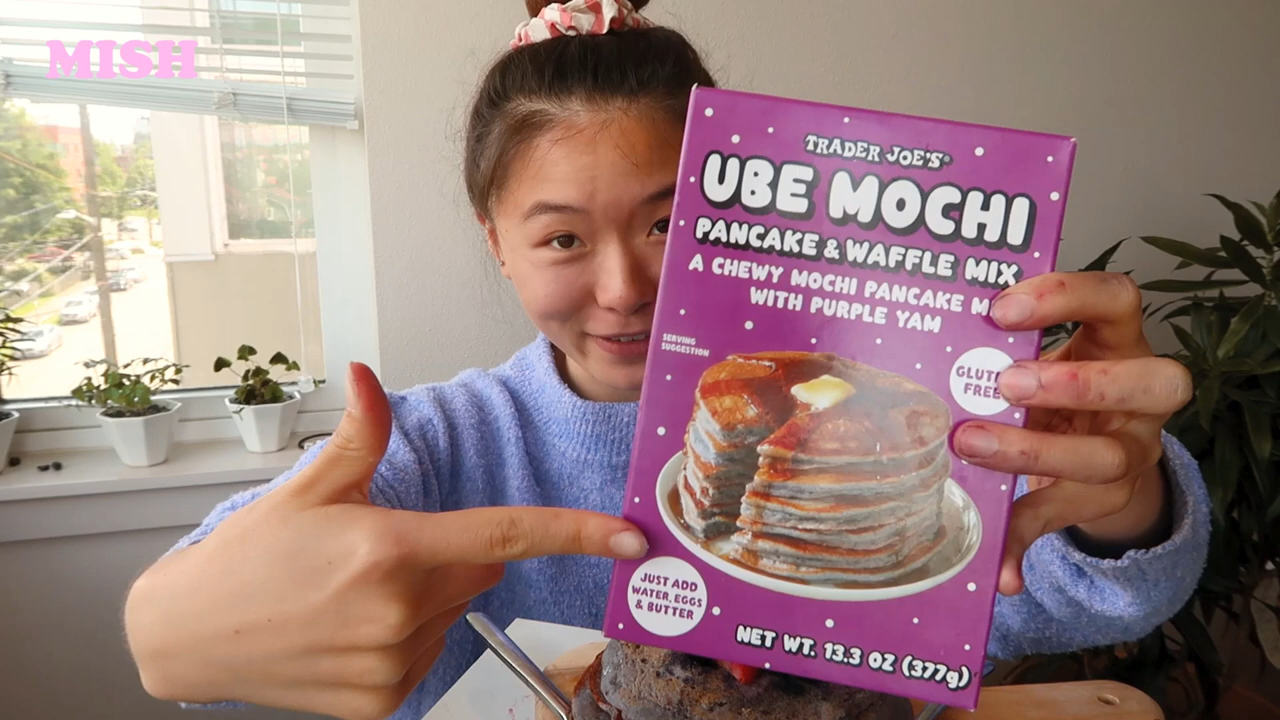 MISH
TRADER JOE'S®
UBE MOCHI
PANCAKE & WAFFLE MIX
A CHEWY MOCHI PANCAKE M
WITH PURPLE YAM
SERVING
SUGGESTION
GLUTE
FREE
JUST ADD
WATER, EGGS
& BUTTER
NET WT. 13.3 OZ (377g)